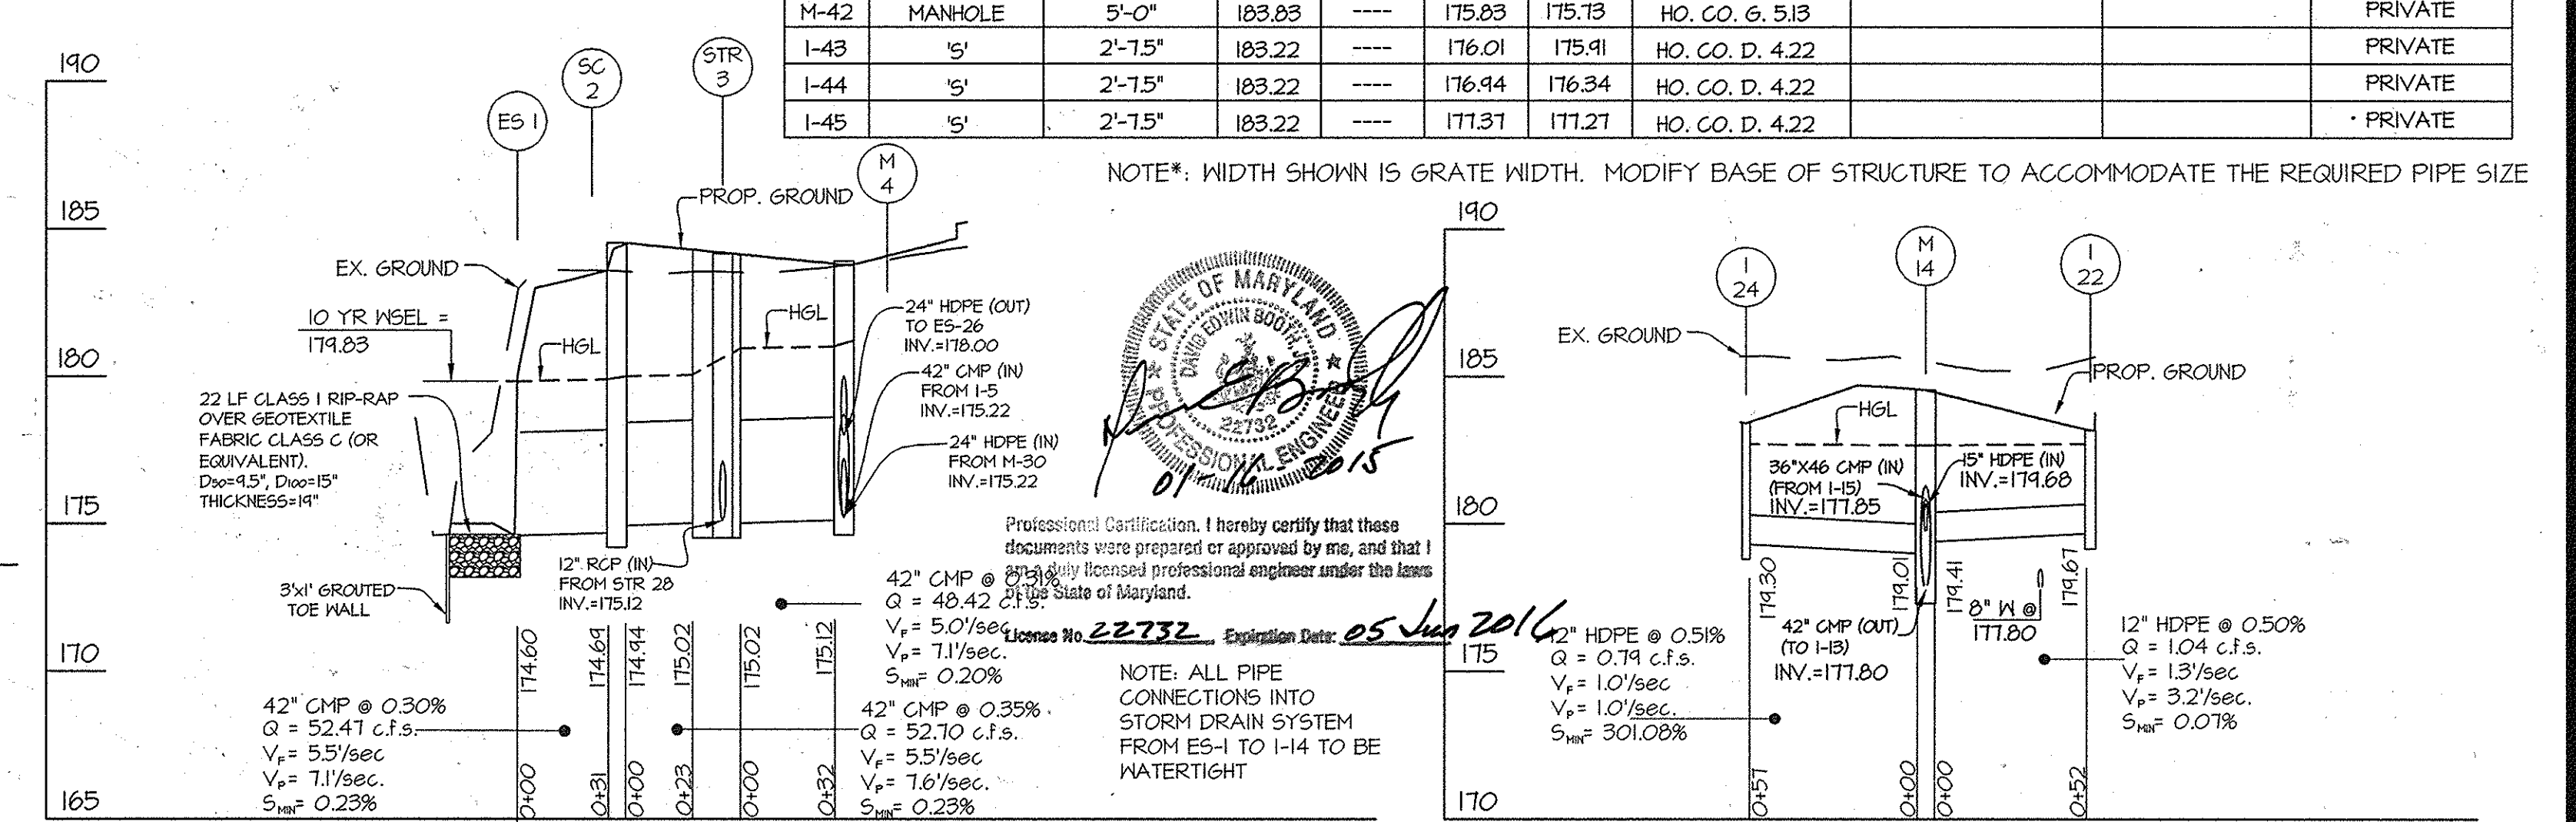 M-42 MANHOLE 5'-0" 183.83 ---- 175.83 175.73 HO. CO. G. 5.13 PRIVATE
I-43 'S' 2'-7.5" 183.22 ---- 176.01 175.91 HO. CO. D. 4.22 PRIVATE
I-44 'S' 2'-7.5" 183.22 ---- 176.94 176.34 HO. CO. D. 4.22 PRIVATE
I-45 'S' 2'-7.5" 183.22 ---- 177.37 177.27 HO. CO. D. 4.22 PRIVATE
NOTE*: WIDTH SHOWN IS GRATE WIDTH. MODIFY BASE OF STRUCTURE TO ACCOMMODATE THE REQUIRED PIPE SIZE
190
185
180
175
170
165
ES 1
SC
2
STR
3
M
4
PROP. GROUND
EX. GROUND
10 YR WSEL =
179.83
HGL
HGL
22 LF CLASS I RIP-RAP
OVER GEOTEXTILE
FABRIC CLASS C (OR
EQUIVALENT).
D50=9.5", D100=15"
THICKNESS=19"
3'x1' GROUTED
TOE WALL
24" HDPE (OUT)
TO ES-26
INV.=178.00
42" CMP (IN)
FROM I-5
INV.=175.22
24" HDPE (IN)
FROM M-30
INV.=175.22
12" RCP (IN)
FROM STR 28
INV.=175.12
174.60
174.69
174.94
175.02
175.02
175.12
0+00
0+31
0+00
0+23
0+00
0+32
42" CMP @ 0.30%
Q = 52.47 c.f.s.
VF= 5.5'/sec
VP= 7.1'/sec.
SMIN= 0.23%
42" CMP @ 0.31%
Q = 48.42 c.f.s.
VF= 5.0'/sec
VP= 7.1'/sec.
SMIN= 0.20%
42" CMP @ 0.35%
Q = 52.70 c.f.s.
VF= 5.5'/sec
VP= 7.6'/sec.
SMIN= 0.23%
STATE OF MARYLAND
DAVID EDWIN BOOTH, JR.
22732
PROFESSIONAL ENGINEER
01-16-2015
Professional Certification. I hereby certify that these
documents were prepared or approved by me, and that I
am a duly licensed professional engineer under the laws
of the State of Maryland.
License No. 22732 Expiration Date: 05 Jun 2016
NOTE: ALL PIPE
CONNECTIONS INTO
STORM DRAIN SYSTEM
FROM ES-1 TO I-14 TO BE
WATERTIGHT
190
185
180
175
170
I
24
M
14
I
22
EX. GROUND
PROP. GROUND
HGL
36"X46 CMP (IN)
(FROM I-15)
INV.=177.85
15" HDPE (IN)
INV.=179.68
179.30
179.01
179.41
179.67
42" CMP (OUT)
(TO I-13)
INV.=177.80
8" W @
177.80
12" HDPE @ 0.51%
Q = 0.79 c.f.s.
VF= 1.0'/sec
VP= 1.0'/sec.
SMIN= 301.08%
12" HDPE @ 0.50%
Q = 1.04 c.f.s.
VF= 1.3'/sec
VP= 3.2'/sec.
SMIN= 0.07%
0+57
0+00
0+00
0+52